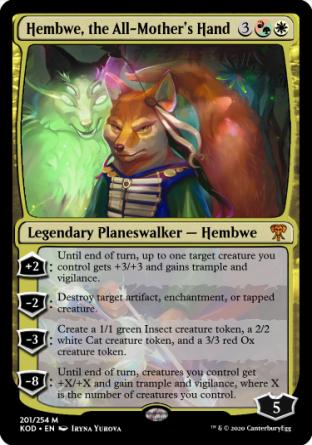 Hembwe, the All-Mother's Hand 3
Legendary Planeswalker — Hembwe
+2 Until end of turn, up to one target creature you
control gets +3/+3 and gains trample and
vigilance.
-2 Destroy target artifact, enchantment, or tapped
creature.
-3 Create a 1/1 green Insect creature token, a 2/2
white Cat creature token, and a 3/3 red Ox
creature token.
-8 Until end of turn, creatures you control get
+X/+X and gain trample and vigilance, where X
is the number of creatures you control.
5
201/254 M
KOD • EN Iryna Yurova
™ & © 2020 CanterburyEgg